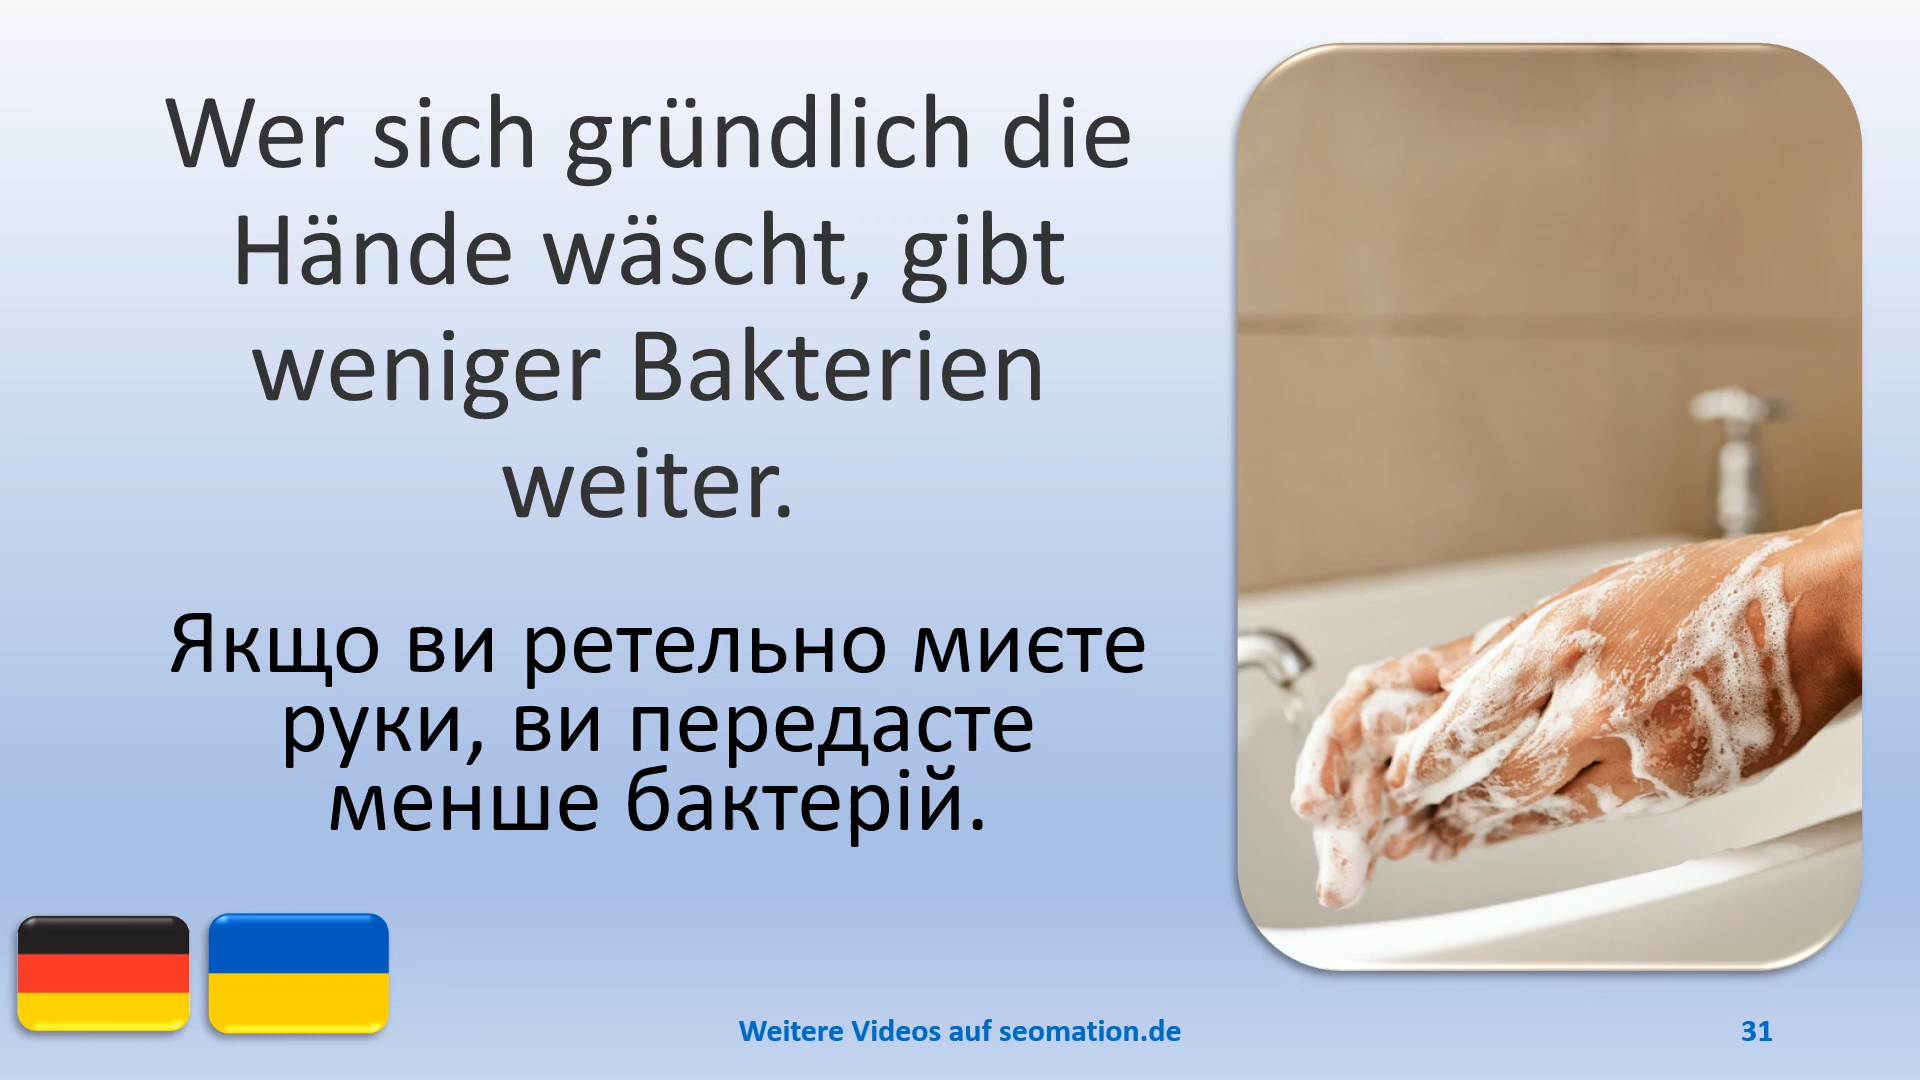 Wer sich gründlich die
Hände wäscht, gibt
weniger Bakterien
weiter.
Якщо ви ретельно миєте
руки, ви передасте
менше бактерій.
Weitere Videos auf seomation.de
31